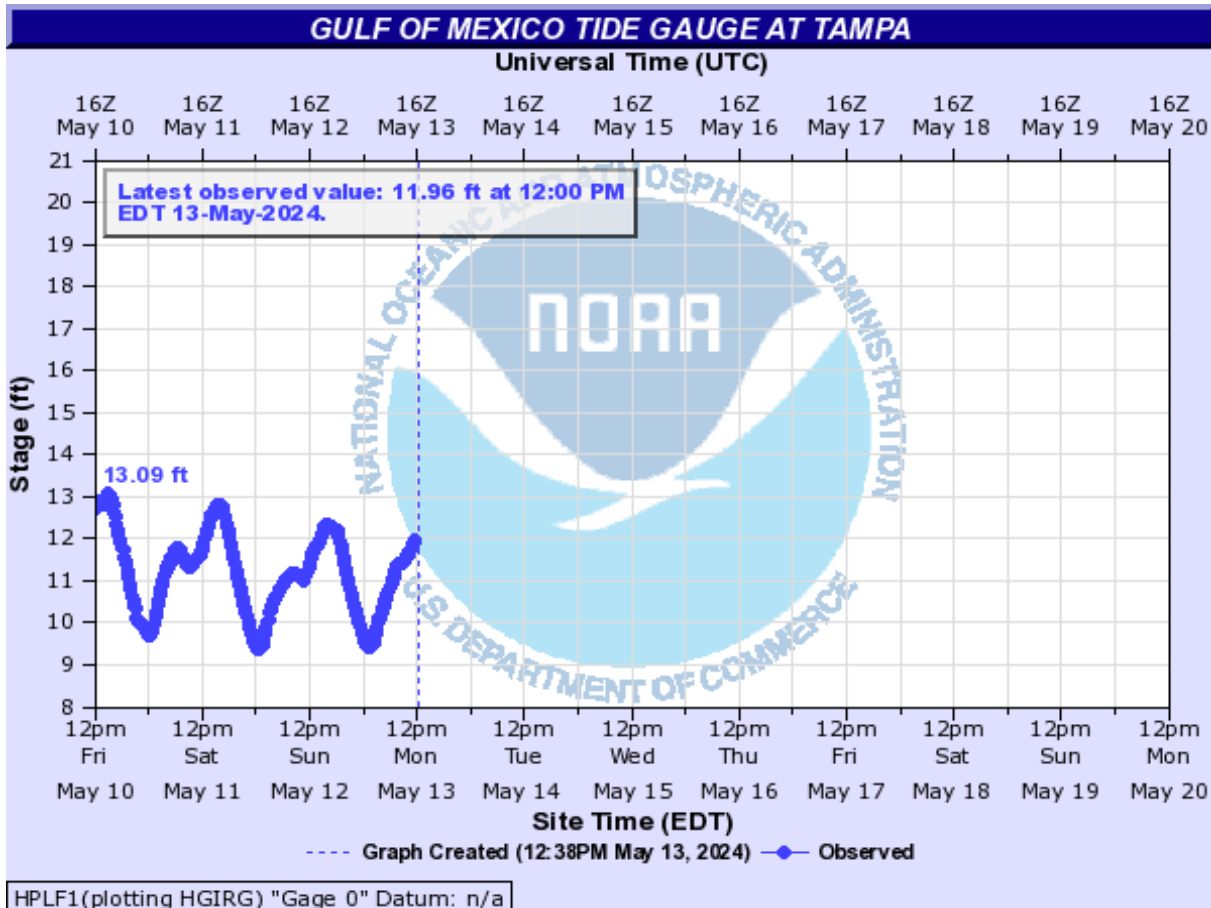 GULF OF MEXICO TIDE GAUGE AT TAMPA
Universal Time (UTC)
16Z 16Z 16Z 16Z 16Z 16Z 16Z 16Z 16Z 16Z 16Z
May 10 May 11 May 12 May 13 May 14 May 15 May 16 May 17 May 18 May 19 May 20
Latest observed value: 11.96 ft at 12:00 PM
EDT 13-May-2024.
NATIONAL OCEANIC AND ATMOSPHERIC ADMINISTRATION
NOAA
U.S. DEPARTMENT OF COMMERCE
Stage (ft)
21
20
19
18
17
16
15
14
13
12
11
10
9
8
13.09 ft
12pm 12pm 12pm 12pm 12pm 12pm 12pm 12pm 12pm 12pm 12pm
Fri Sat Sun Mon Tue Wed Thu Fri Sat Sun Mon
May 10 May 11 May 12 May 13 May 14 May 15 May 16 May 17 May 18 May 19 May 20
Site Time (EDT)
Graph Created (12:38PM May 13, 2024) Observed
HPLF1(plotting HGIRG) "Gage 0" Datum: n/a